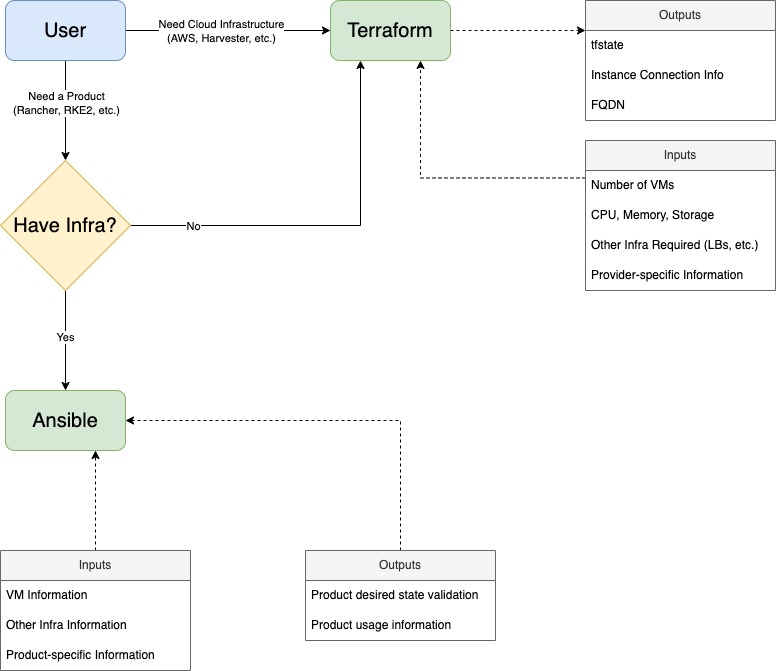 User
Need Cloud Infrastructure
(AWS, Harvester, etc.)
Terraform
Outputs
tfstate
Instance Connection Info
FQDN
Need a Product
(Rancher, RKE2, etc.)
Inputs
Number of VMs
CPU, Memory, Storage
Other Infra Required (LBs, etc.)
Provider-specific Information
Have Infra?
No
Yes
Ansible
Inputs
VM Information
Other Infra Information
Product-specific Information
Outputs
Product desired state validation
Product usage information